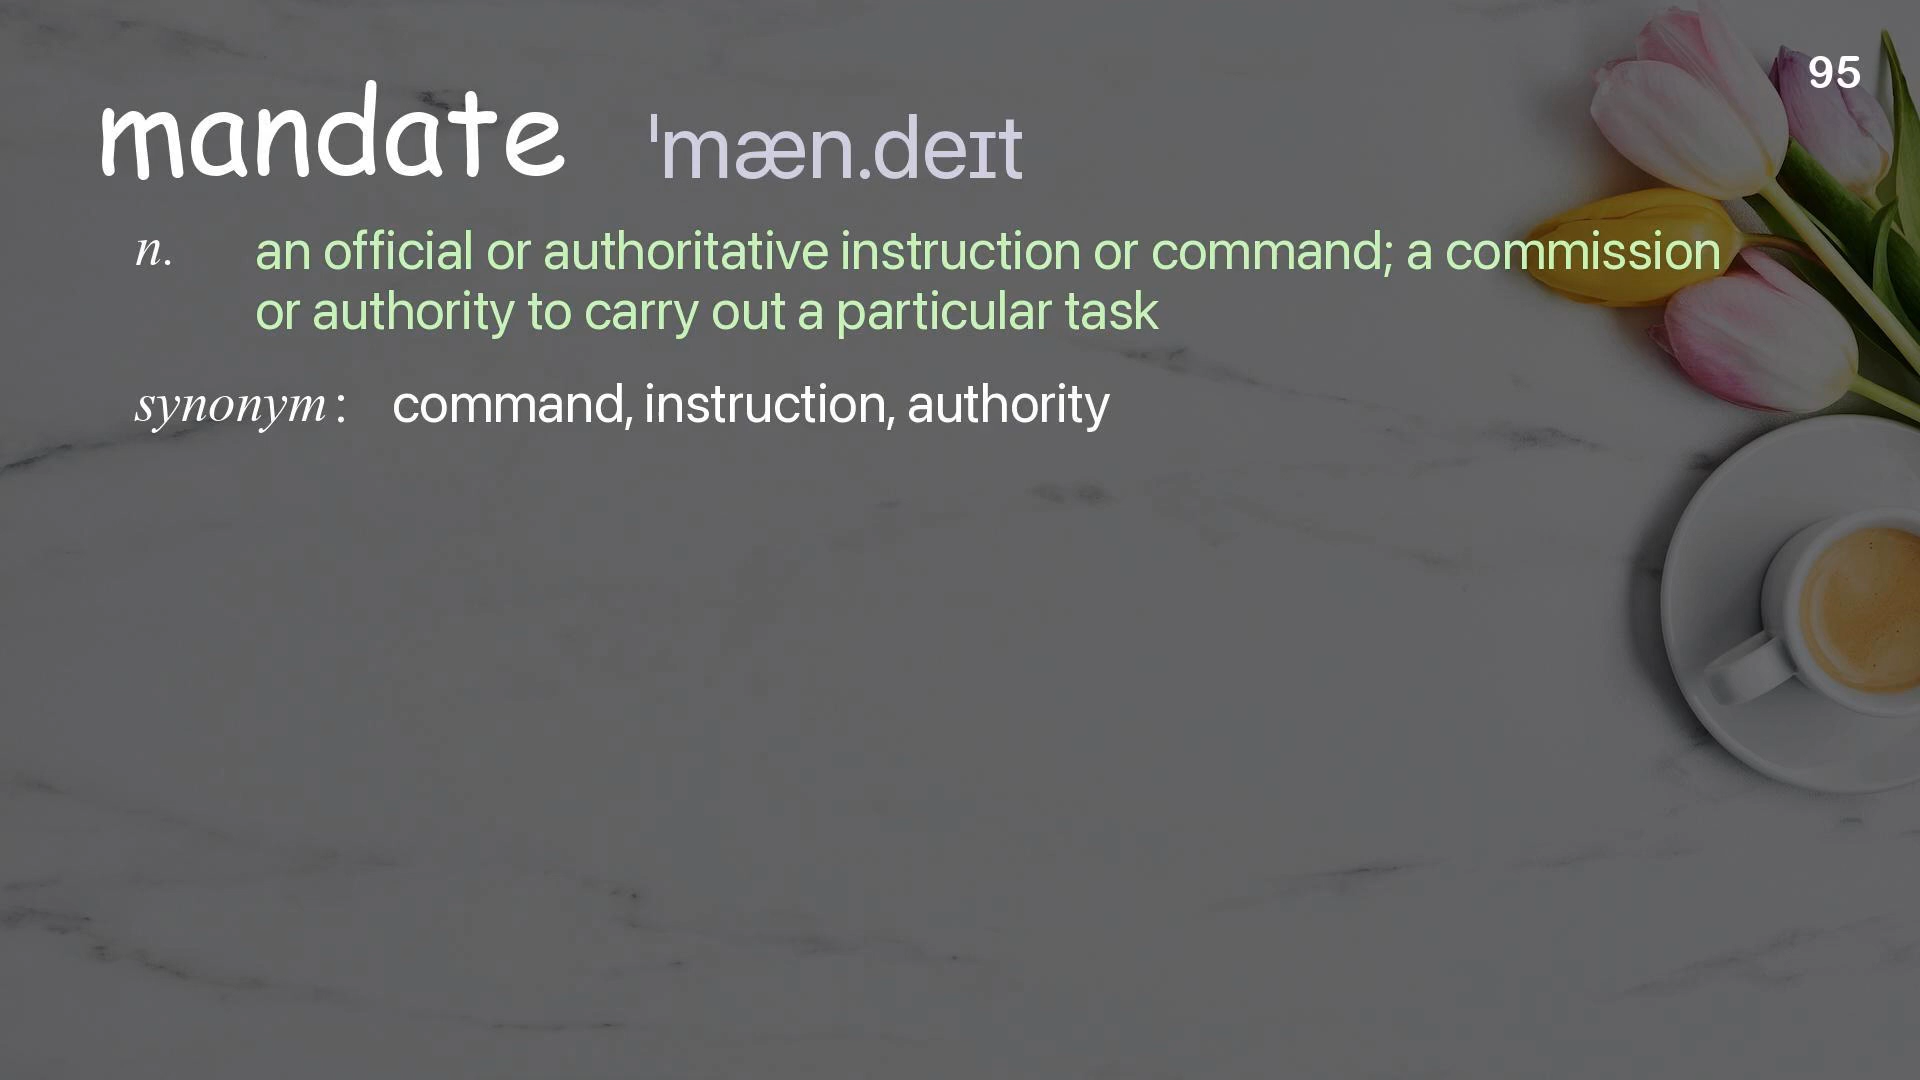 95
mandate ˈmæn.deɪt
n. an official or authoritative instruction or command; a commission
or authority to carry out a particular task
synonym: command, instruction, authority